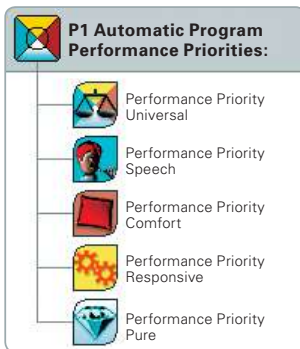 P1 Automatic Program
Performance Priorities:
Performance Priority
Universal
Performance Priority
Speech
Performance Priority
Comfort
Performance Priority
Responsive
Performance Priority
Pure